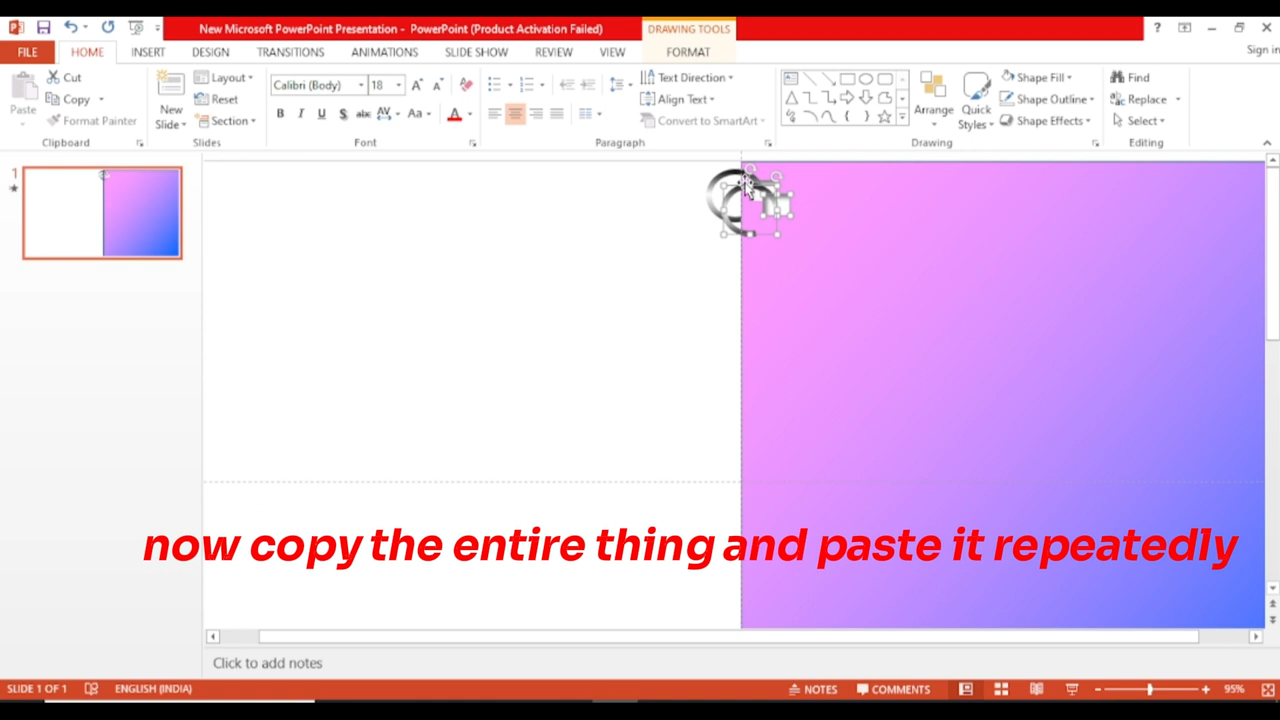 New Microsoft PowerPoint Presentation - PowerPoint (Product Activation Failed)
DRAWING TOOLS
?
FILE HOME INSERT DESIGN TRANSITIONS ANIMATIONS SLIDE SHOW REVIEW VIEW FORMAT
Sign in
Paste
Cut
Copy
Format Painter
Clipboard
New
Slide
Layout
Reset
Section
Slides
Calibri (Body) 18
B I U S abc AV Aa A
Font
Text Direction
Align Text
Convert to SmartArt
Paragraph
Arrange
Quick
Styles
Shape Fill
Shape Outline
Shape Effects
Drawing
Find
Replace
Select
Editing
1
now copy the entire thing and paste it repeatedly
Click to add notes
SLIDE 1 OF 1 ENGLISH (INDIA) NOTES COMMENTS 95%